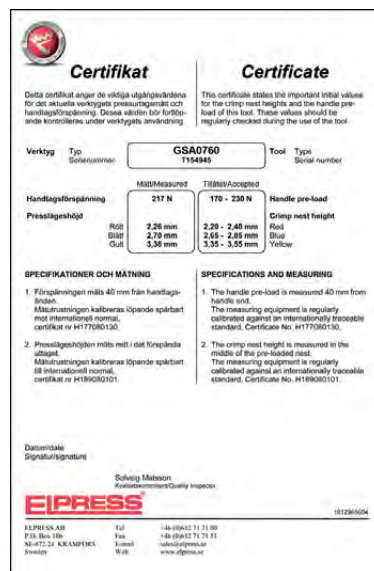 Certifikat
Certificate
Detta certifikat anger de viktiga utgångsvärdena
för det aktuella verktygets pressurtagsmått och
handtagsförspänning. Dessa värden bör fortlöp-
ande kontrolleras under verktygets användning
This certificate states the important initial values
for the crimp nest heights and the handle pre-
load of this tool. These values should be
regularly checked during the use of the tool
Verktyg Typ GSA0760 Tool Type
Serienummer T154945 Serial number
Mätt/Measured Tillåtet/Accepted
Handtagsförspänning 217 N 170 - 230 N Handle pre-load
Presslägeshöjd Crimp nest height
Rött 2,26 mm 2,20 - 2,40 mm Red
Blått 2,70 mm 2,65 - 2,85 mm Blue
Gult 3,38 mm 3,35 - 3,55 mm Yellow
SPECIFIKATIONER OCH MÄTNING
1. Förspänningen mäts 40 mm från handtags-
änden.
Mätutrustningen kalibreras löpande spårbart
mot internationell normal,
certifikat nr H177080130.
2. Presslägeshöjden mäts mitt i det förspända
uttaget.
Mätutrustningen kalibreras löpande spårbart
till internationell normal,
certifikat nr H189080101.
SPECIFICATIONS AND MEASURING
1. The handle pre-load is measured 40 mm from
handle end.
The measuring equipment is regularly
calibrated against an internationally traceable
standard, Certificate No. H177080130.
2. The crimp nest height is measured in the
middle of the pre-loaded nest.
The measuring equipment is regularly
calibrated against an internationally traceable
standard, Certificate No. H189080101.
Datum/date
Signatur/signature
Solveig Matsson
Kvalitetskontrollant/Quality Inspector
ELPRESS
ELPRESS AB Tel +46 (0)612 71 71 00
P.O. Box 186 Fax +46 (0)612 71 71 51
SE-872 24 KRAMFORS E-mail sales@elpress.se
Sweden Web www.elpress.se